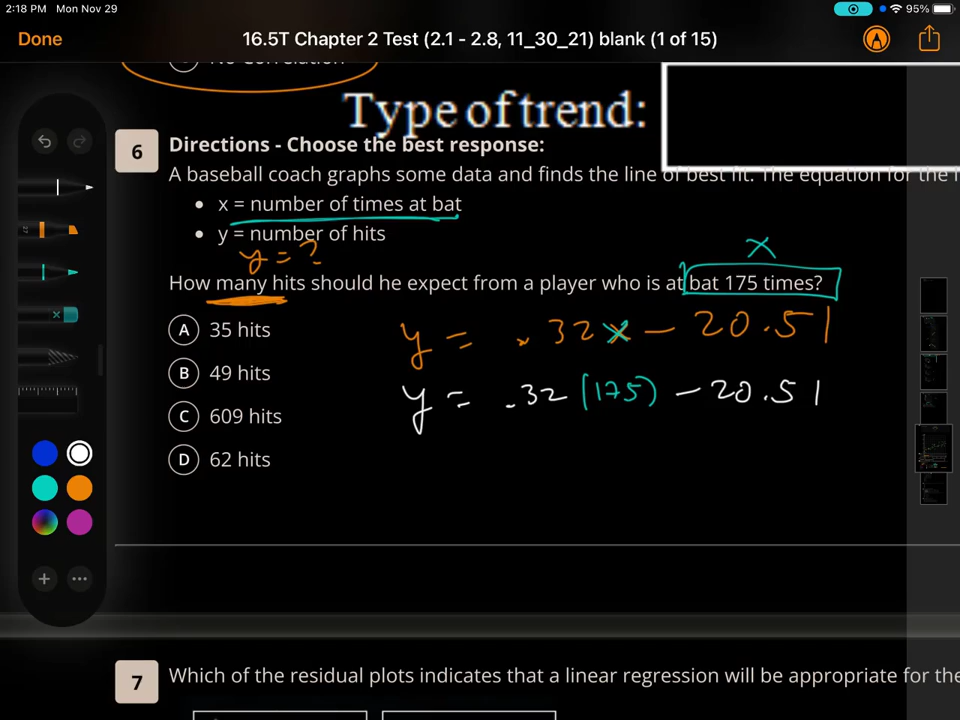 2:18 PM Mon Nov 29
95%
Done
16.5T Chapter 2 Test (2.1 - 2.8, 11_30_21) blank (1 of 15)
No Correlation
Type of trend:
6
Directions - Choose the best response:
A baseball coach graphs some data and finds the line of best fit. The equation for the
• x = number of times at bat
• y = number of hits
y = ?
x
How many hits should he expect from a player who is at bat 175 times?
A 35 hits
y = .32x - 20.51
B 49 hits
y = .32 (175) - 20.51
C 609 hits
D 62 hits
7
Which of the residual plots indicates that a linear regression will be appropriate for the